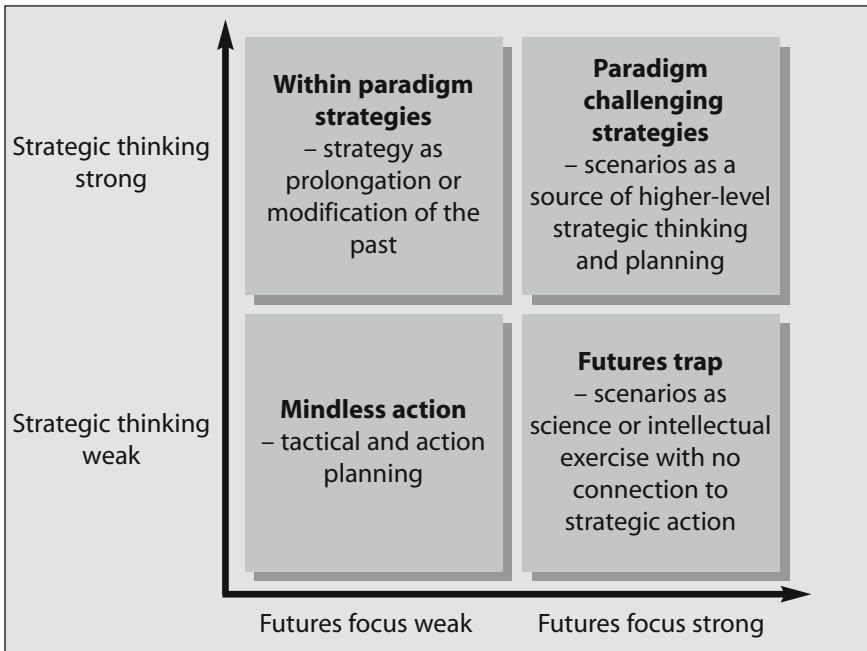 Strategic thinking
strong
Within paradigm
strategies
– strategy as
prolongation or
modification of the
past
Paradigm
challenging
strategies
– scenarios as a
source of higher-level
strategic thinking
and planning
Strategic thinking
weak
Mindless action
– tactical and action
planning
Futures trap
– scenarios as
science or intellectual
exercise with no
connection to
strategic action
Futures focus weak
Futures focus strong